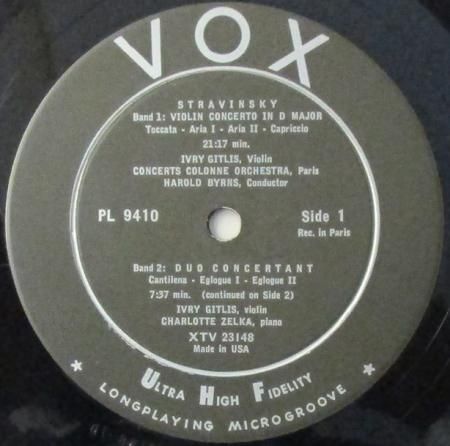 VOX
STRAVINSKY
Band 1: VIOLIN CONCERTO IN D MAJOR
Toccata - Aria I - Aria II - Capriccio
21:17 min.
IVRY GITLIS, Violin
CONCERTS COLONNE ORCHESTRA, Paris
HAROLD BYRNS, Conductor
PL 9410
Side 1
Rec. in Paris
Band 2: DUO CONCERTANT
Cantilena - Eglogue I - Eglogue II
7:37 min. (continued on Side 2)
IVRY GITLIS, violin
CHARLOTTE ZELKA, piano
XTV 23148
Made in USA
ULTRA HIGH FIDELITY
* LONGPLAYING MICROGROOVE *